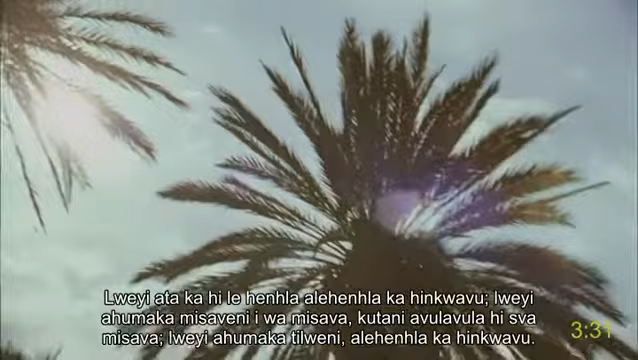 Lweyi ata ka hi le henhla alehenhla ka hinkwavu; lweyi
ahumaka misaveni i wa misava, kutani avulavula hi sva
misava; lweyi ahumaka tilweni, alehenhla ka hinkwavu.
3:31